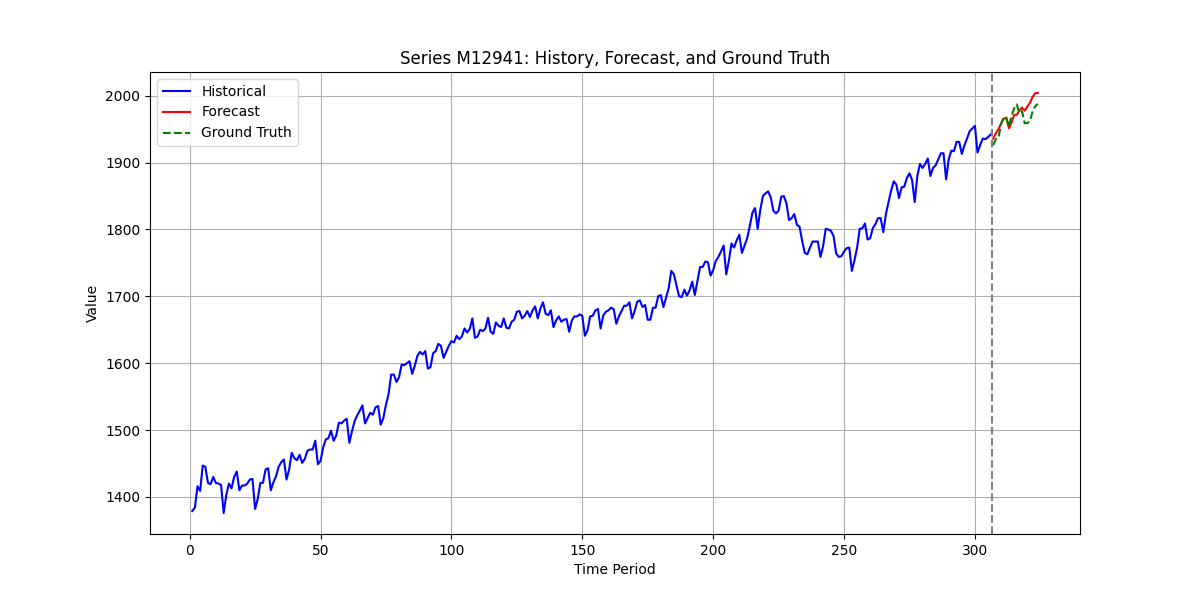 Series M12941: History, Forecast, and Ground Truth
Historical
Forecast
Ground Truth
2000
1900
1800
1700
1600
1500
1400
Value
0 50 100 150 200 250 300
Time Period